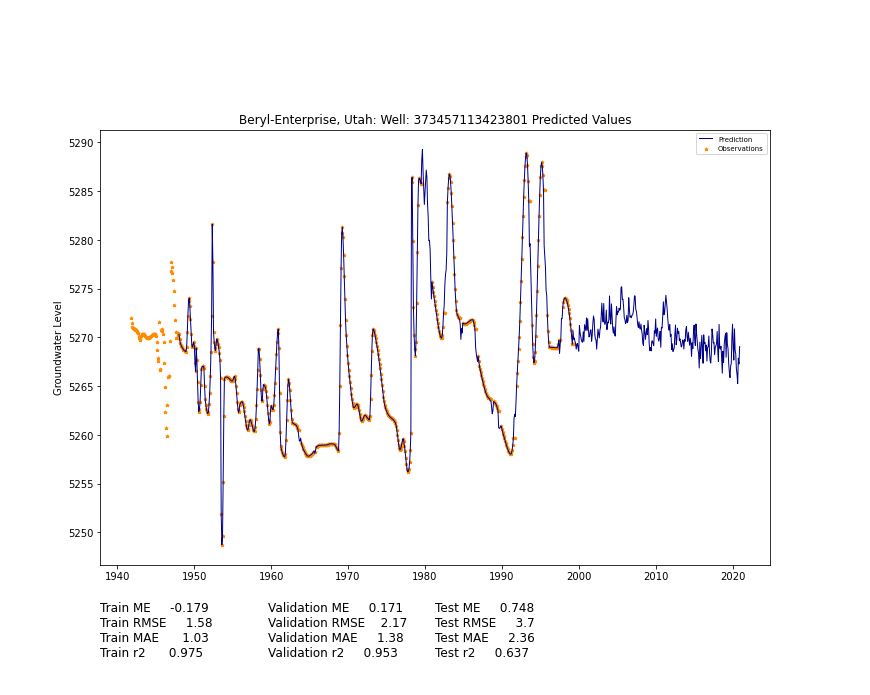 Beryl-Enterprise, Utah: Well: 373457113423801 Predicted Values
Prediction
Observations
Groundwater Level
5290
5285
5280
5275
5270
5265
5260
5255
5250
1940 1950 1960 1970 1980 1990 2000 2010 2020
Train ME -0.179 Validation ME 0.171 Test ME 0.748
Train RMSE 1.58 Validation RMSE 2.17 Test RMSE 3.7
Train MAE 1.03 Validation MAE 1.38 Test MAE 2.36
Train r2 0.975 Validation r2 0.953 Test r2 0.637